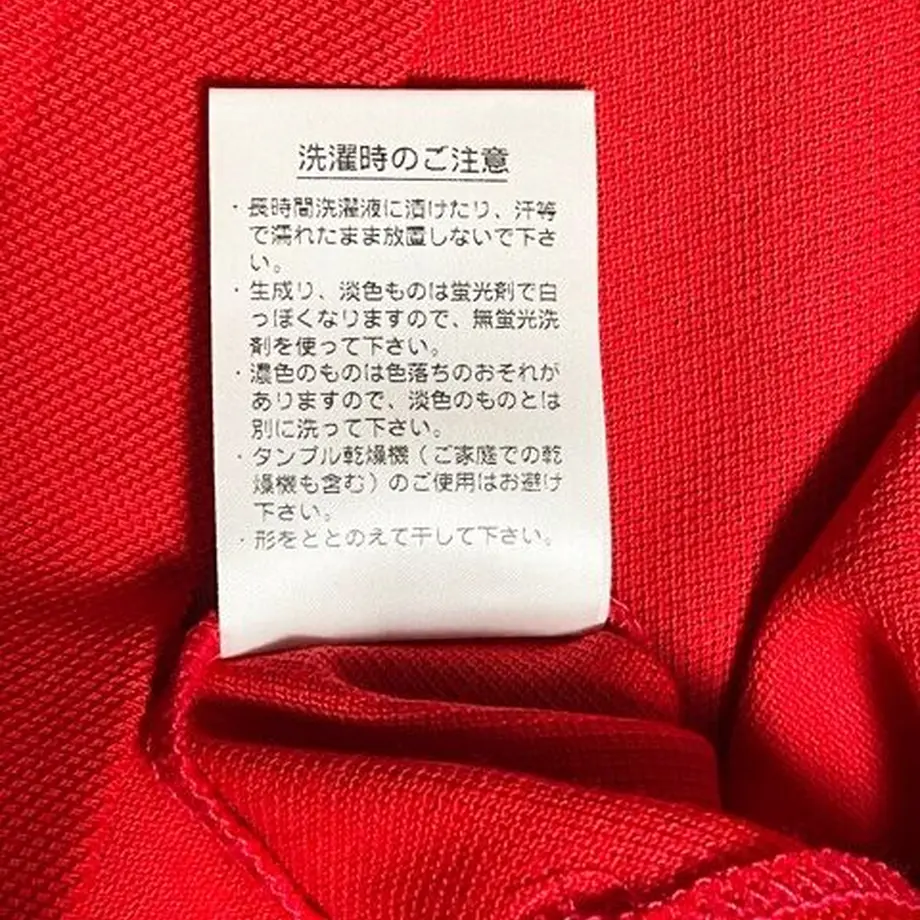 洗濯時のご注意
・長時間洗濯液に漬けたり、汗等
で濡れたまま放置しないで下さ
い。
・生成り、淡色ものは蛍光剤で白
っぽくなりますので、無蛍光洗
剤を使って下さい。
・濃色のものは色落ちのおそれが
ありますので、淡色のものとは
別に洗って下さい。
・タンブル乾燥機（ご家庭での乾
燥機も含む）のご使用はお避け
下さい。
・形をととのえて干して下さい。